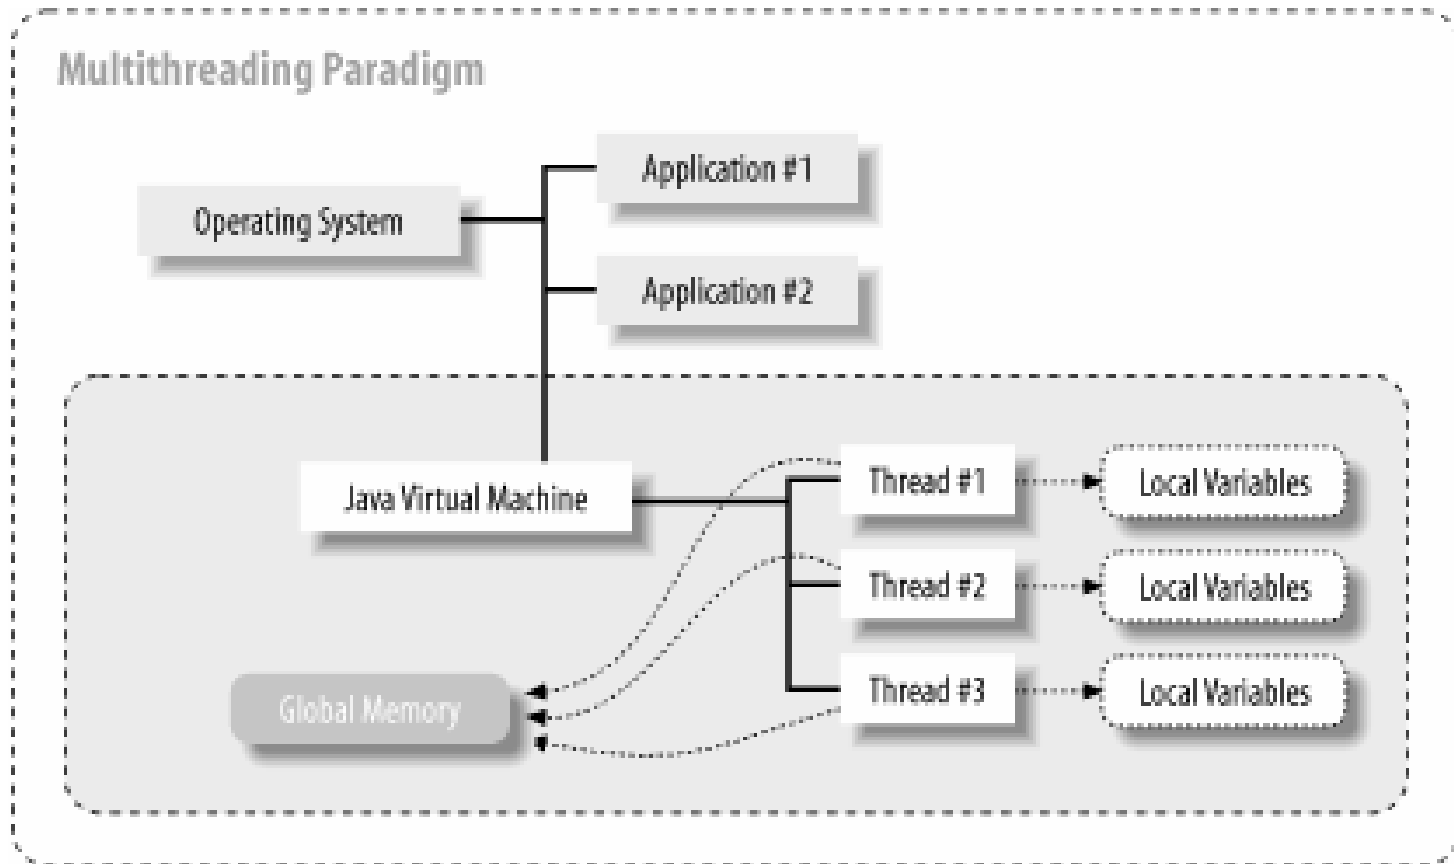 Multithreading Paradigm
Application #1
Operating System
Application #2
Java Virtual Machine
Thread #1
Local Variables
Thread #2
Local Variables
Thread #3
Local Variables
Global Memory